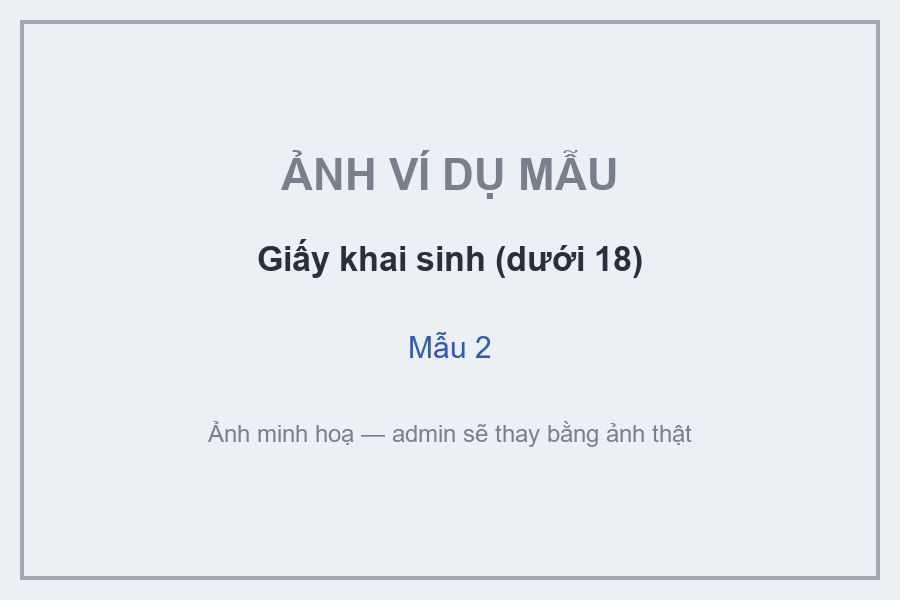 ẢNH VÍ DỤ MẪU
Giấy khai sinh (dưới 18)
Mẫu 2
Ảnh minh hoạ — admin sẽ thay bằng ảnh thật